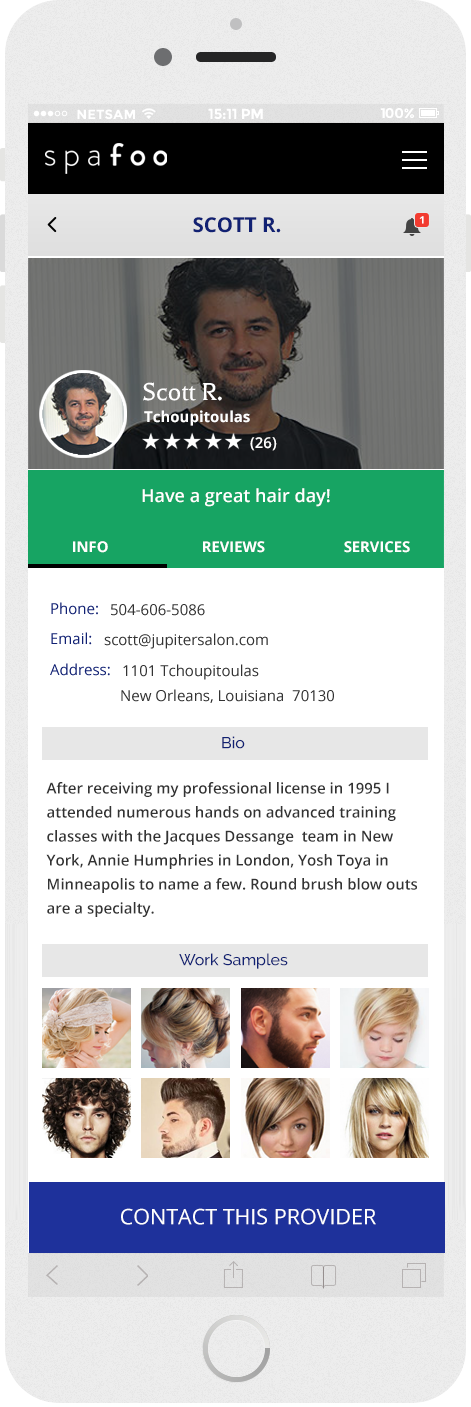 NETSAM 15:11 PM 100%
spafoo
SCOTT R. 1
Scott R.
Tchoupitoulas
★★★★★ (26)
Have a great hair day!
INFO REVIEWS SERVICES
Phone: 504-606-5086
Email: scott@jupitersalon.com
Address: 1101 Tchoupitoulas
New Orleans, Louisiana 70130
Bio
After receiving my professional license in 1995 I
attended numerous hands on advanced training
classes with the Jacques Dessange team in New
York, Annie Humphries in London, Yosh Toya in
Minneapolis to name a few. Round brush blow outs
are a specialty.
Work Samples
CONTACT THIS PROVIDER